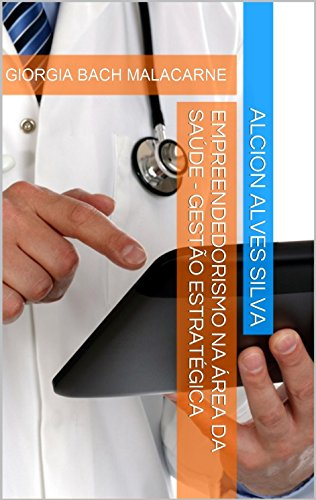 GIORGIA BACH MALACARNE
ALCION ALVES SILVA
EMPREENDEDORISMO NA ÁREA DA
SAÚDE - GESTÃO ESTRATÉGICA